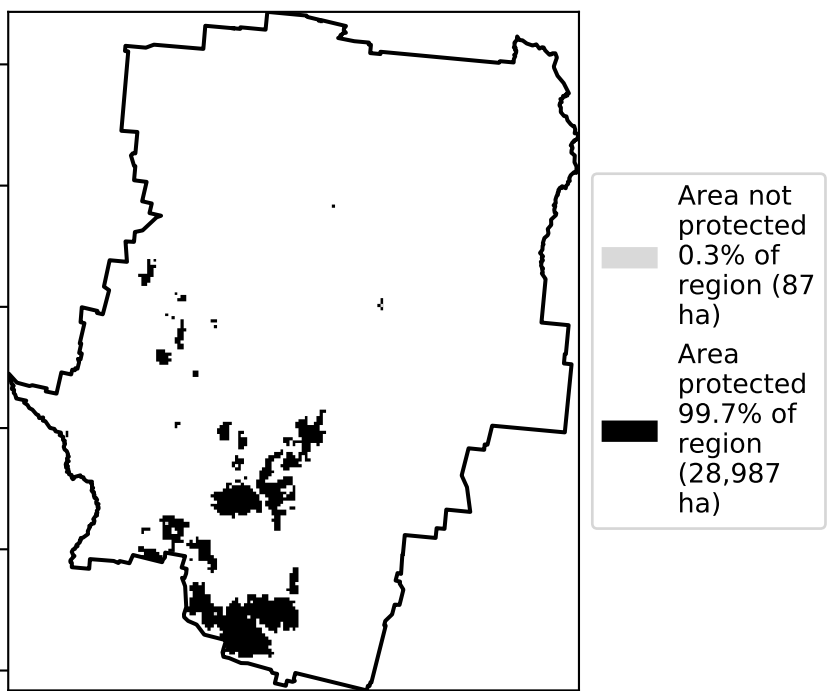 Area not
protected
0.3% of
region (87
ha)
Area
protected
99.7% of
region
(28,987
ha)